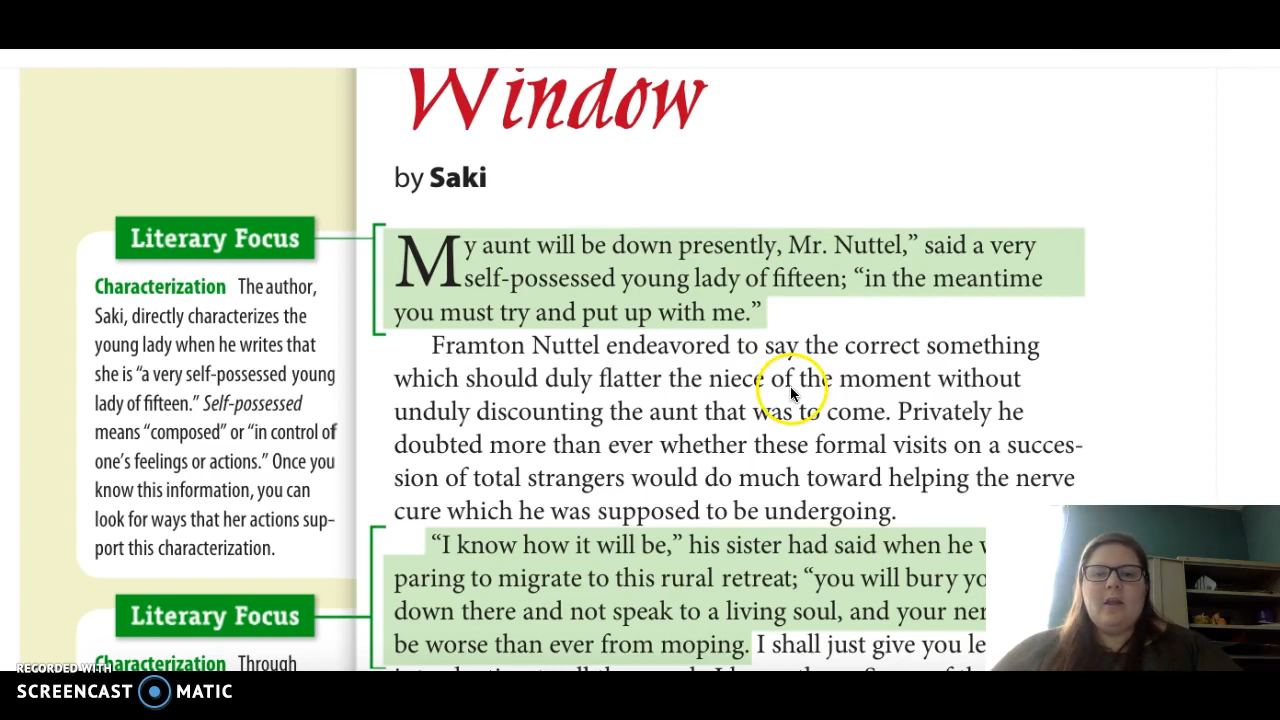 Window
by Saki
Literary Focus
Characterization The author,
Saki, directly characterizes the
young lady when he writes that
she is “a very self-possessed young
lady of fifteen.” Self-possessed
means “composed” or “in control of
one’s feelings or actions.” Once you
know this information, you can
look for ways that her actions sup-
port this characterization.
Literary Focus
Characterization Through
My aunt will be down presently, Mr. Nuttel,” said a very
self-possessed young lady of fifteen; “in the meantime
you must try and put up with me.”
Framton Nuttel endeavored to say the correct something
which should duly flatter the niece of the moment without
unduly discounting the aunt that was to come. Privately he
doubted more than ever whether these formal visits on a succes-
sion of total strangers would do much toward helping the nerve
cure which he was supposed to be undergoing.
“I know how it will be,” his sister had said when he
paring to migrate to this rural retreat; “you will bury
down there and not speak to a living soul, and your
be worse than ever from moping. I shall just give you
RECORDED WITH
SCREENCAST MATIC